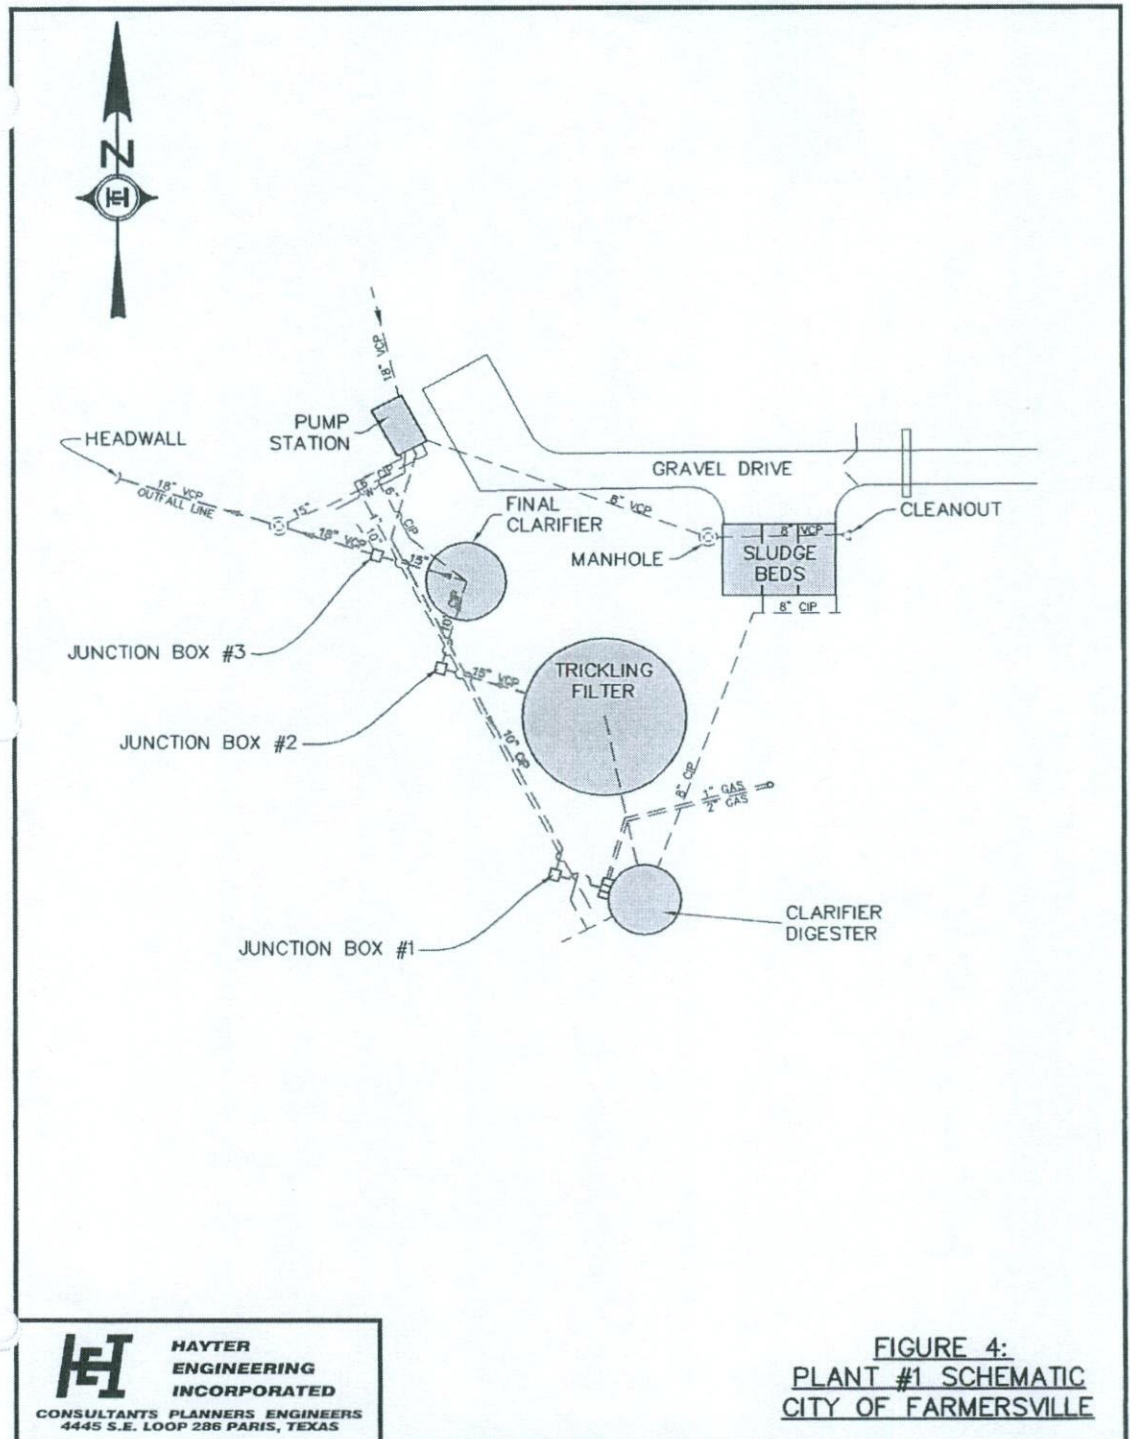 N
18" VCP
PUMP
STATION
HEADWALL
GRAVEL DRIVE
18" VCP
OUTFALL LINE
15"
CIP
6"
CIP
FINAL
CLARIFIER
8" VCP
CLEANOUT
18" VCP
10"
15"
MANHOLE
8" VCP
SLUDGE
BEDS
8" CIP
JUNCTION BOX #3
10"
TRICKLING
FILTER
15" VCP
JUNCTION BOX #2
10" CIP
8" CIP
1" GAS
2" GAS
CLARIFIER
DIGESTER
JUNCTION BOX #1
HAYTER
ENGINEERING
INCORPORATED
CONSULTANTS PLANNERS ENGINEERS
4445 S.E. LOOP 286 PARIS, TEXAS
FIGURE 4:
PLANT #1 SCHEMATIC
CITY OF FARMERSVILLE